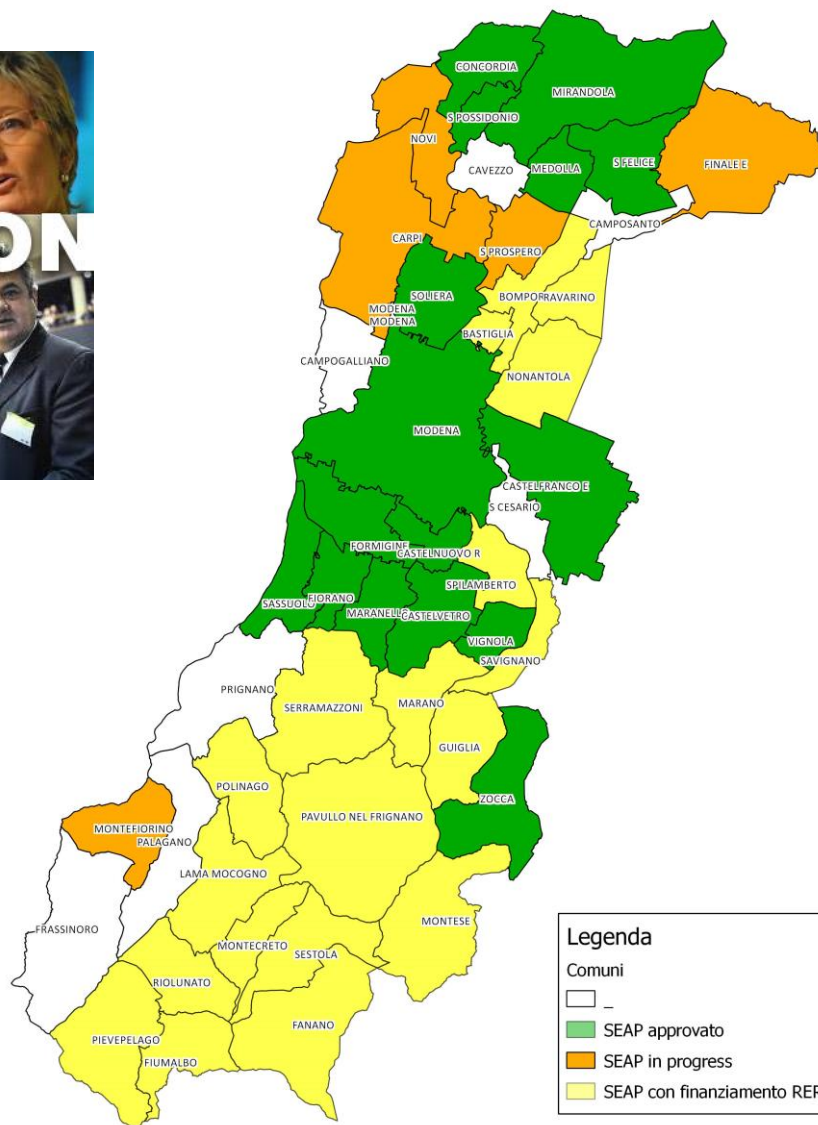 CONCORDIA
MIRANDOLA
S POSSIDONIO
NOVI
CAVEZZO
MEDOLLA
S FELICE
FINALE E
CAMPOSANTO
CARPI
S PROSPERO
ON
SOLIERA
BOMPOR
RAVARINO
MODENA
MODENA
BASTIGLIA
CAMPOGALLIANO
NONANTOLA
MODENA
CASTELFRANCO E
S CESARIO
FORMIGINE
CASTELNUOVO R
SPILAMBERTO
SASSUOLO
FIORANO
MARANELLO
CASTELVETRO
VIGNOLA
SAVIGNANO
PRIGNANO
SERRAMAZZONI
MARANO
GUIGLIA
POLINAGO
ZOCCA
PAVULLO NEL FRIGNANO
MONTEFIORINO
PALAGANO
LAMA MOCOGNO
FRASSINORO
MONTESE
MONTECRETO
SESTOLA
RIOLUNATO
FANANO
PIEVEPELAGO
FIUMALBO
Legenda
Comuni
_
SEAP approvato
SEAP in progress
SEAP con finanziamento RER